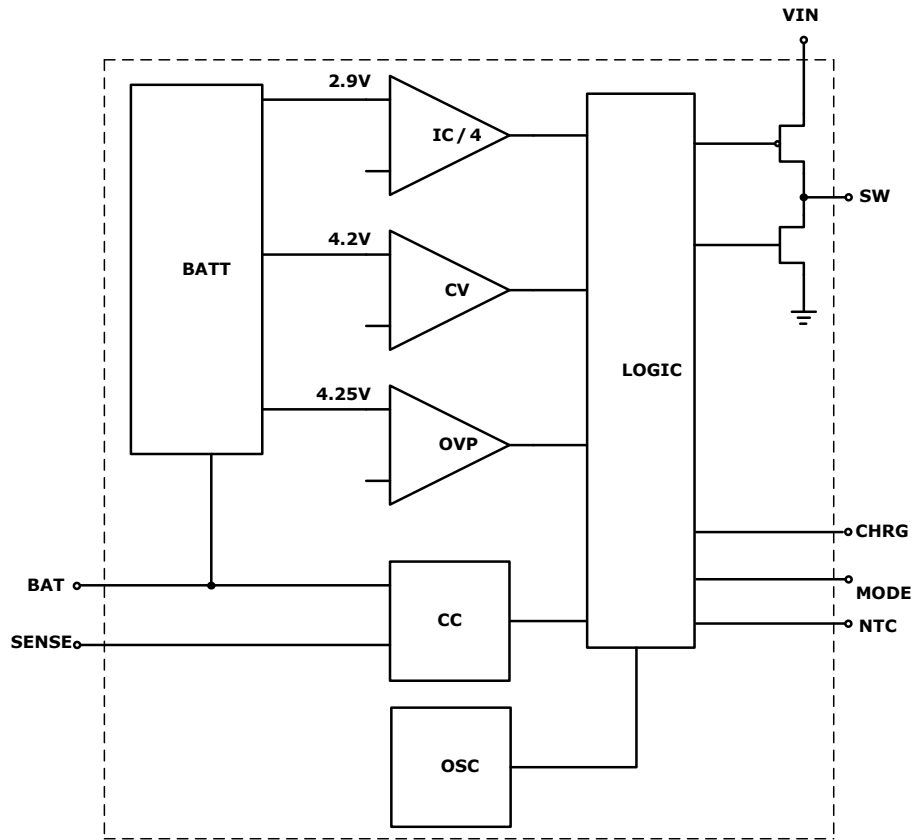 VIN
2.9V
IC / 4
SW
4.2V
BATT
CV
LOGIC
4.25V
OVP
CHRG
BAT
MODE
CC
NTC
SENSE
OSC